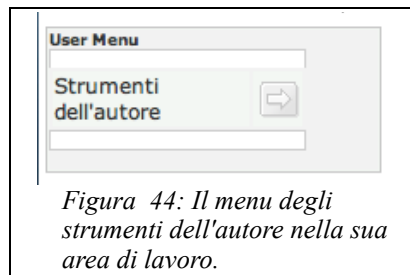 User Menu
Strumenti
dell'autore
Figura 44: Il menu degli
strumenti dell'autore nella sua
area di lavoro.